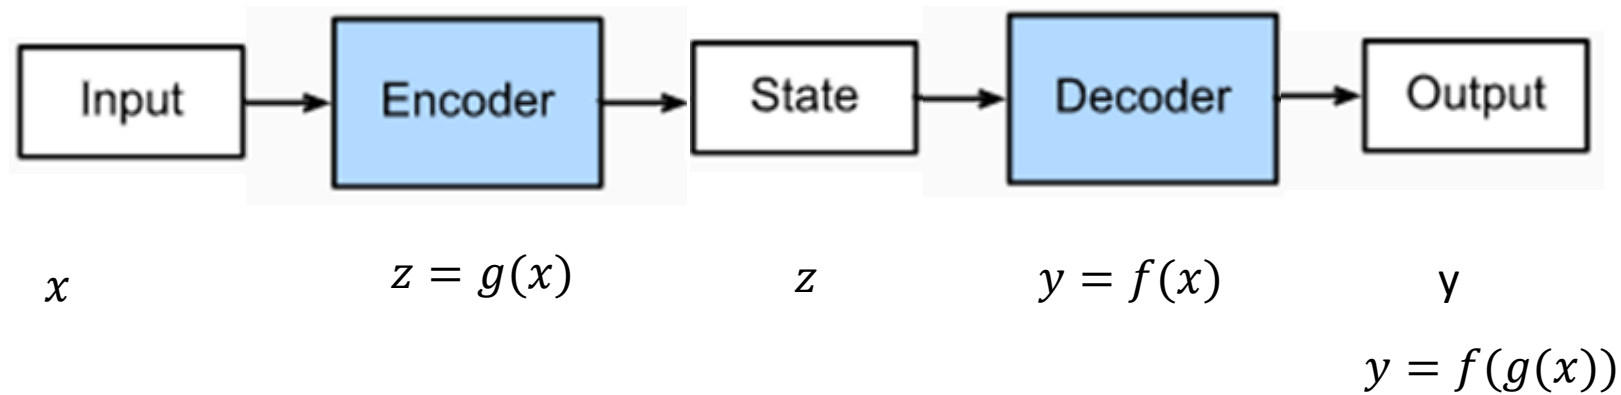 Input
Encoder
State
Decoder
Output
x
z = g(x)
z
y = f(x)
y
y = f(g(x))